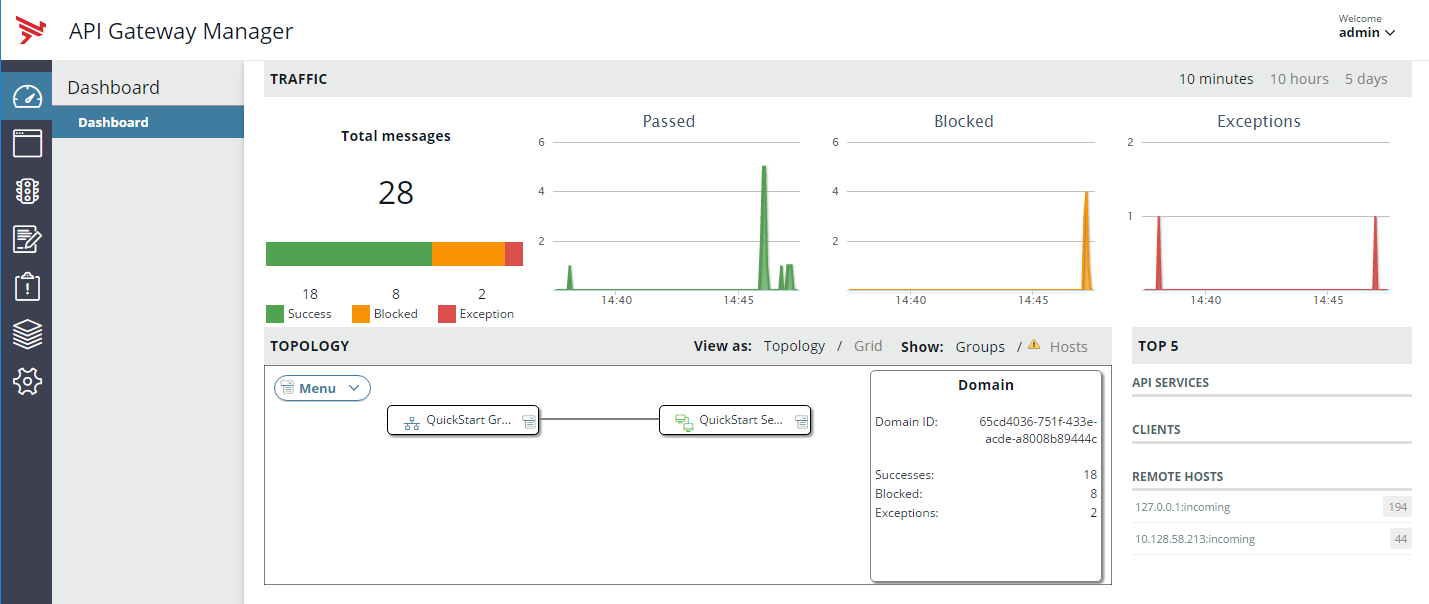 API Gateway Manager
Welcome
admin
Dashboard
Dashboard
TRAFFIC
10 minutes 10 hours 5 days
Total messages
28
18 8 2
Success Blocked Exception
Passed
6
4
2
14:40 14:45
Blocked
6
4
2
14:40 14:45
Exceptions
2
1
14:40 14:45
TOPOLOGY
View as: Topology / Grid Show: Groups / Hosts
Menu
QuickStart Gr...
QuickStart Se...
Domain
Domain ID: 65cd4036-751f-433e-
acde-a8008b89444c
Successes: 18
Blocked: 8
Exceptions: 2
TOP 5
API SERVICES
CLIENTS
REMOTE HOSTS
127.0.0.1:incoming 194
10.128.58.213:incoming 44